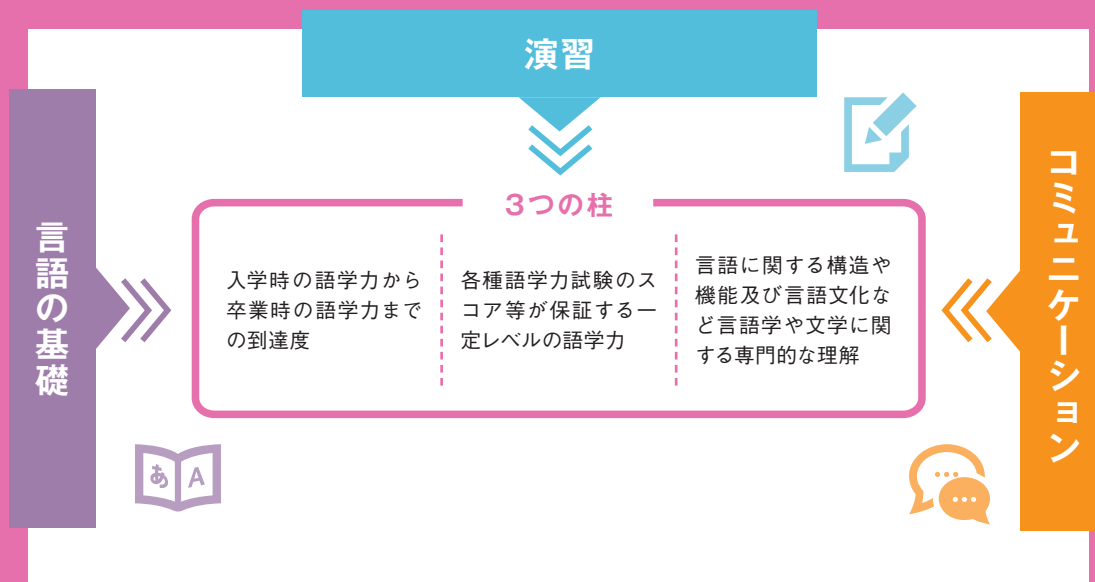 演習
言語の基礎
3つの柱
入学時の語学力から
卒業時の語学力まで
の到達度
各種語学力試験のス
コア等が保証する一
定レベルの語学力
言語に関する構造や
機能及び言語文化な
ど言語学や文学に関
する専門的な理解
コミュニケーション
あ A